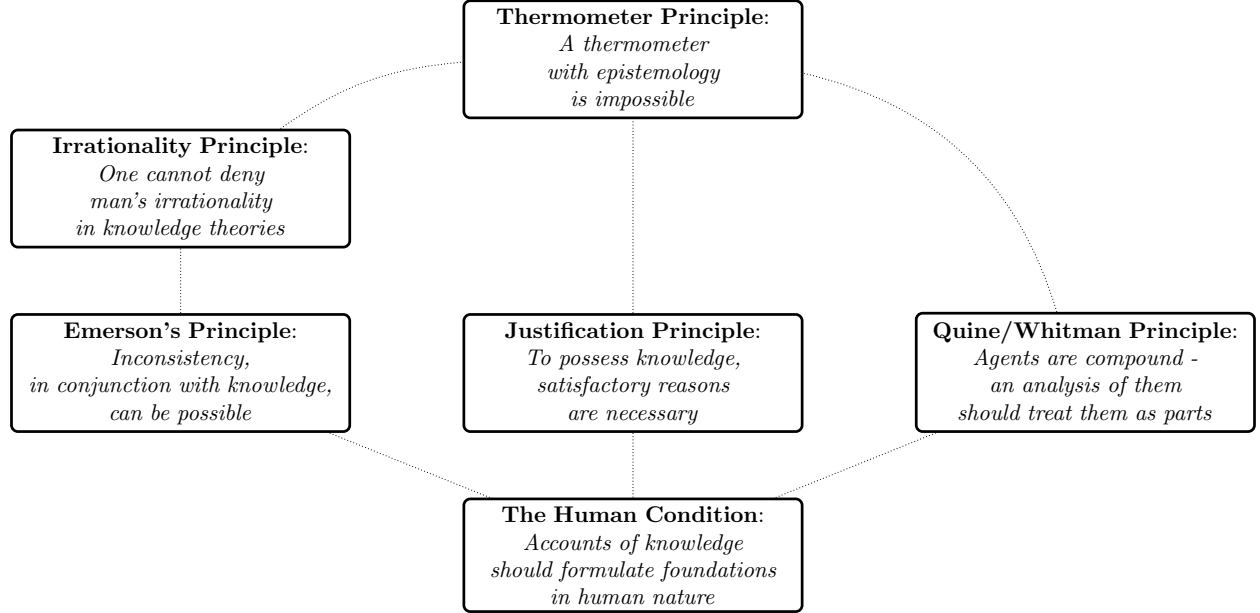 Thermometer Principle:
A thermometer
with epistemology
is impossible
Irrationality Principle:
One cannot deny
man's irrationality
in knowledge theories
Emerson's Principle:
Inconsistency,
in conjunction with knowledge,
can be possible
Justification Principle:
To possess knowledge,
satisfactory reasons
are necessary
Quine/Whitman Principle:
Agents are compound -
an analysis of them
should treat them as parts
The Human Condition:
Accounts of knowledge
should formulate foundations
in human nature